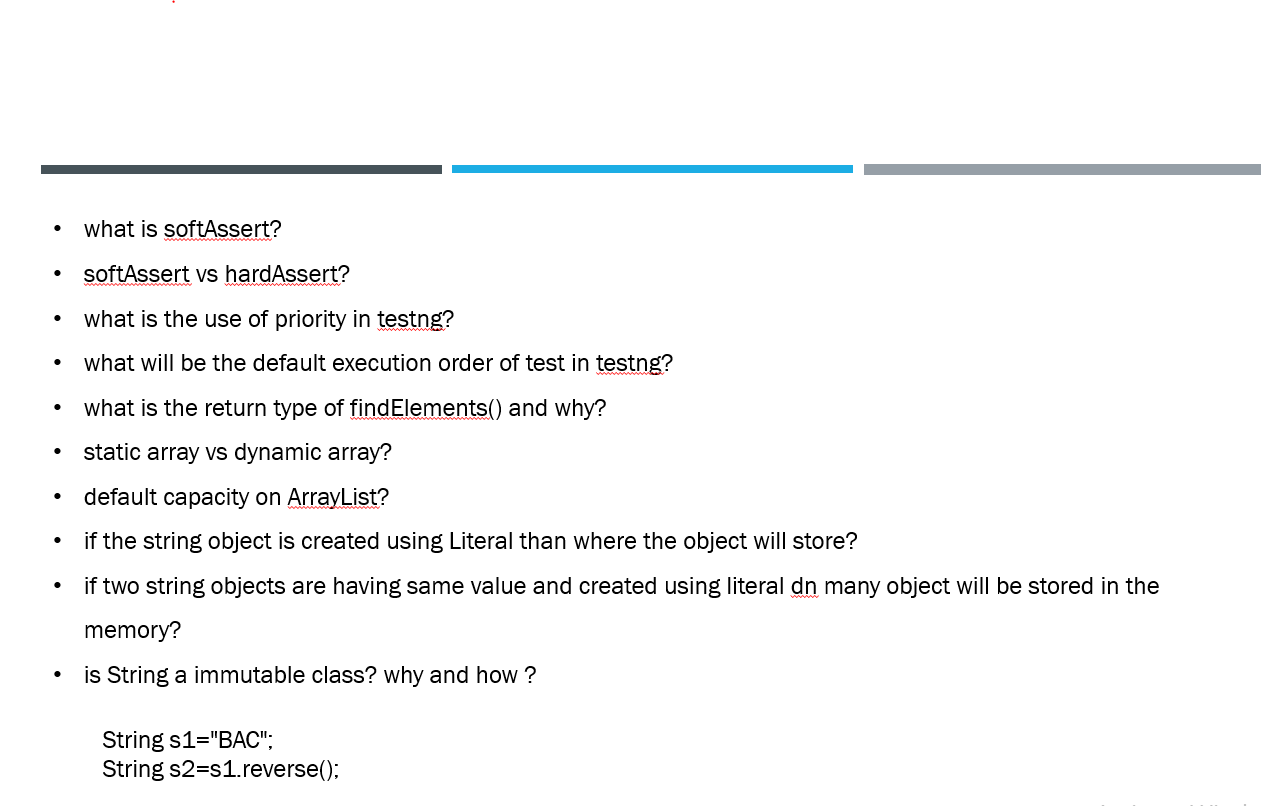 • what is softAssert?
• softAssert vs hardAssert?
• what is the use of priority in testng?
• what will be the default execution order of test in testng?
• what is the return type of findElements() and why?
• static array vs dynamic array?
• default capacity on ArrayList?
• if the string object is created using Literal than where the object will store?
• if two string objects are having same value and created using literal dn many object will be stored in the
memory?
• is String a immutable class? why and how ?
String s1="BAC";
String s2=s1.reverse();